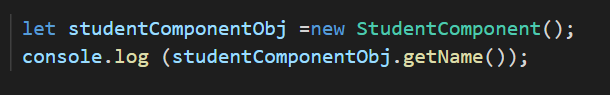 let studentComponentObj =new StudentComponent();
console.log (studentComponentObj.getName());